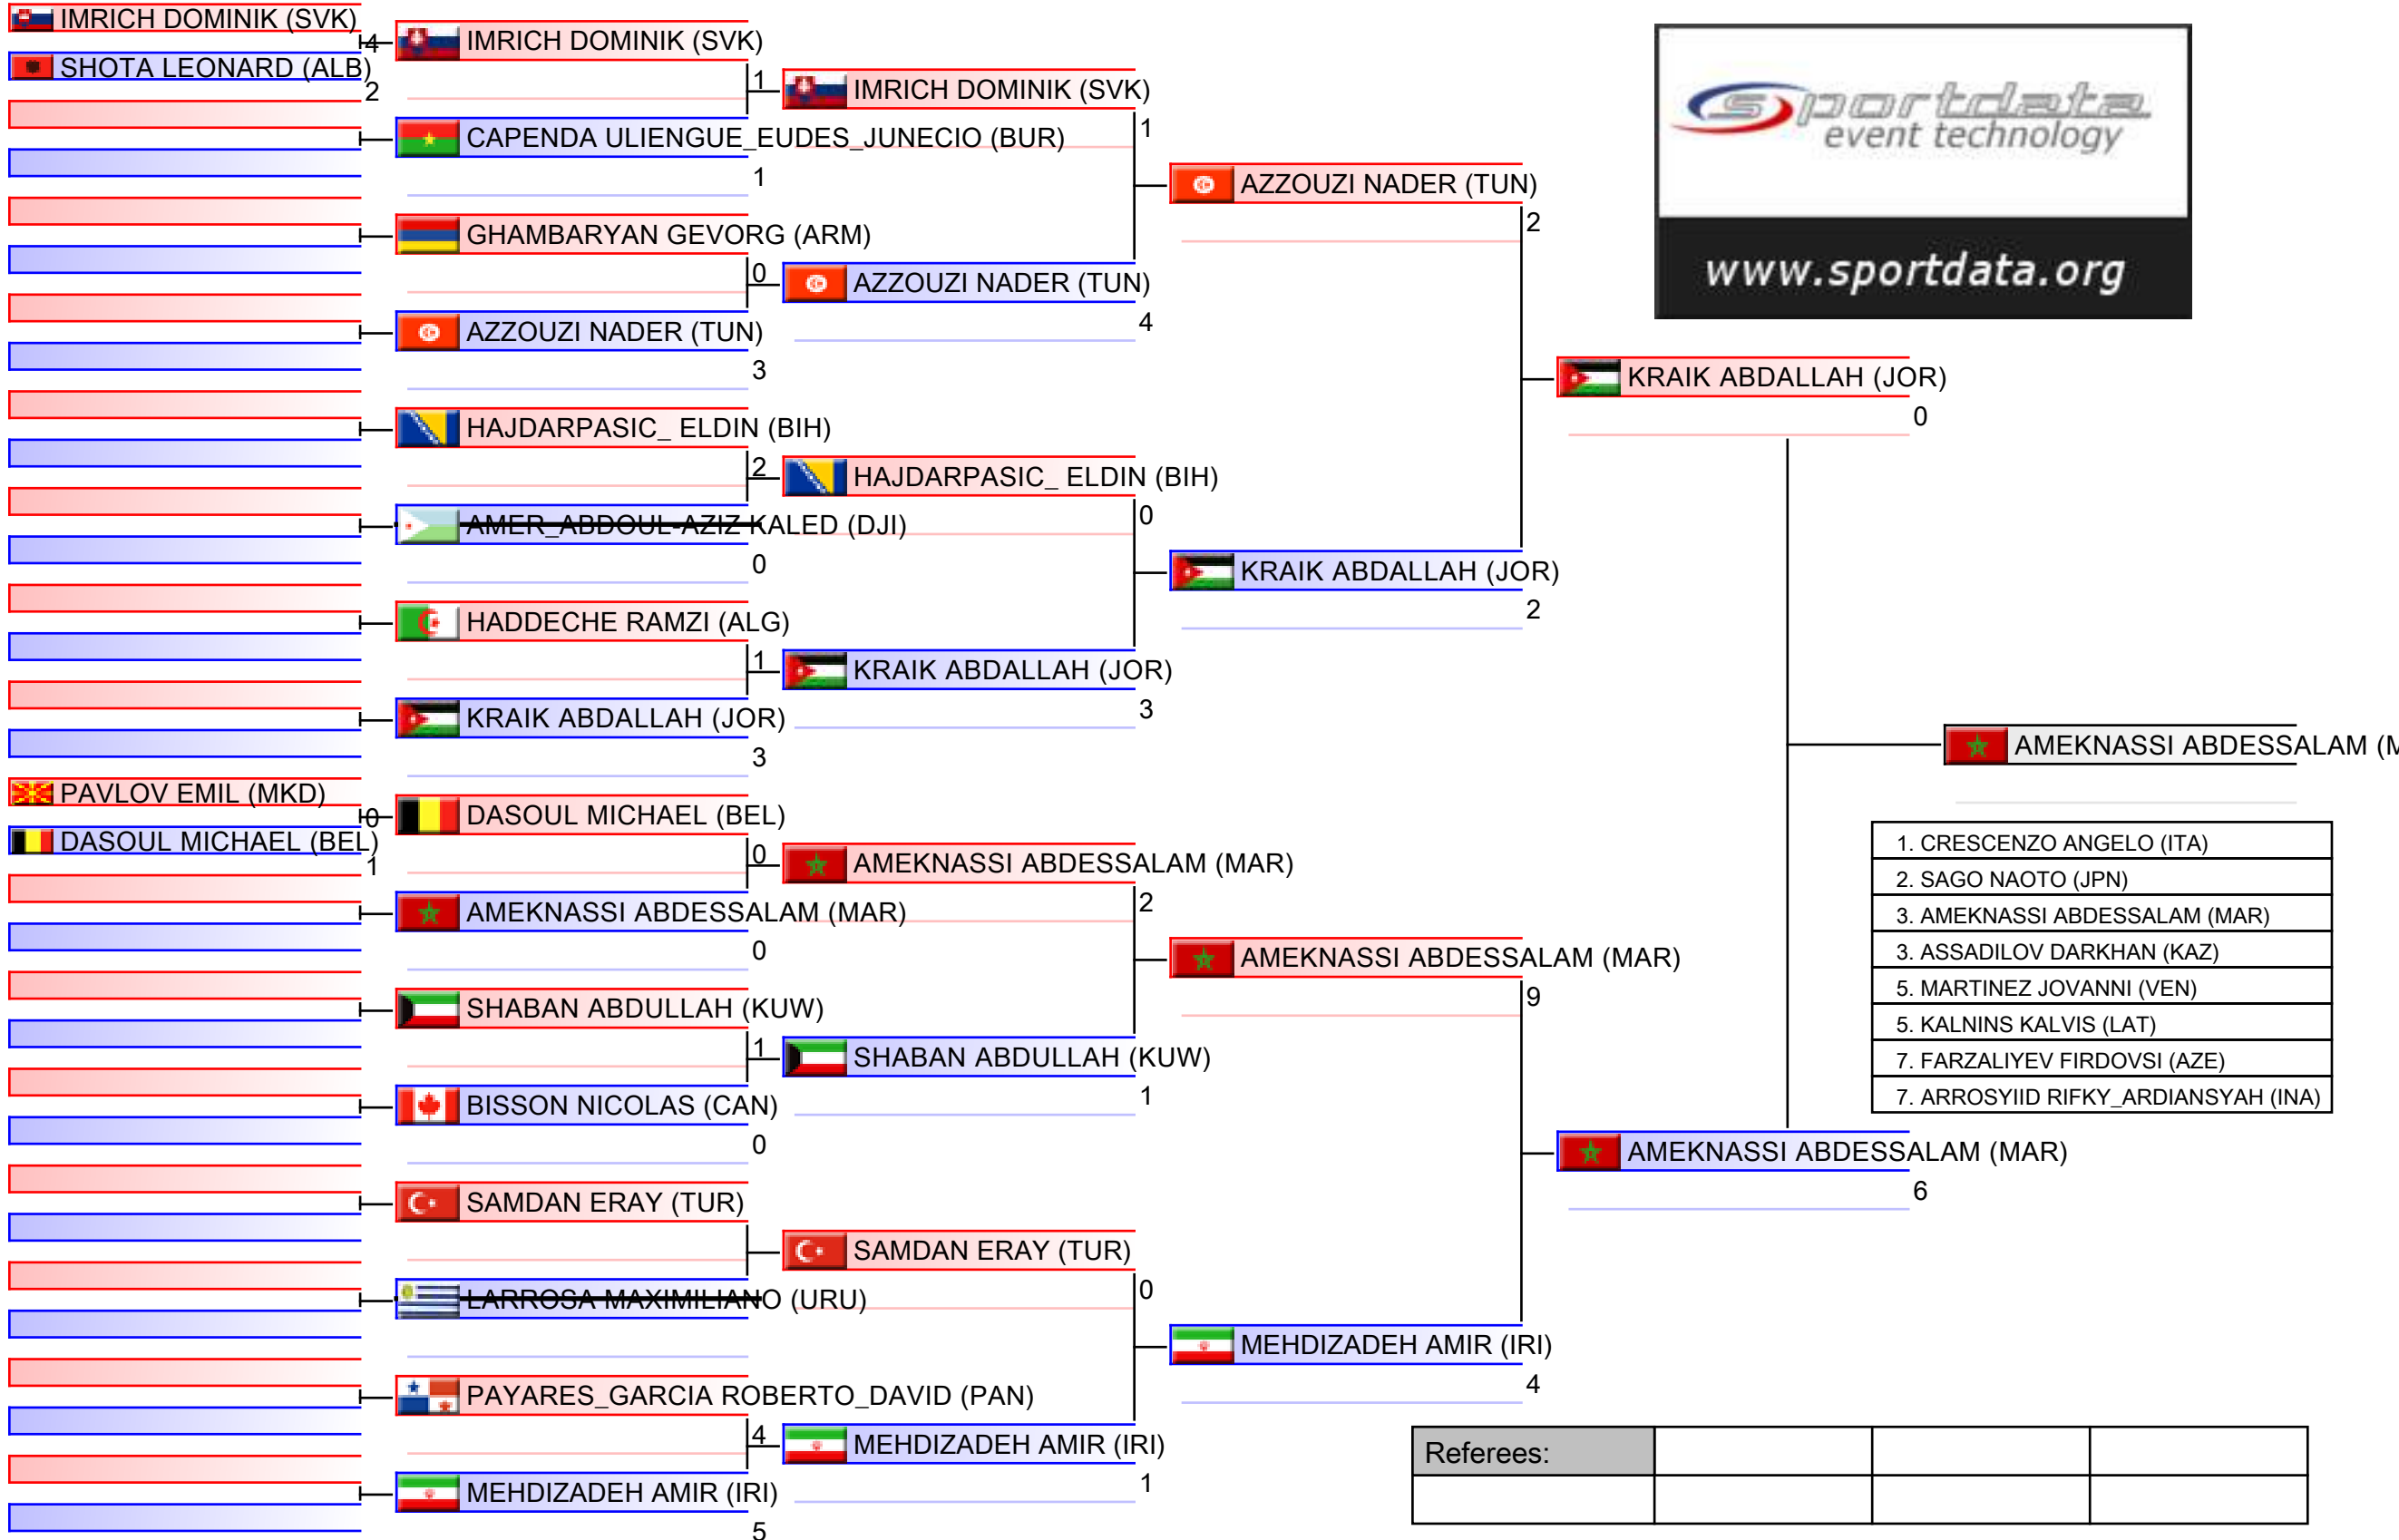 IMRICH DOMINIK (SVK)
4
SHOTA LEONARD (ALB)
2
PAVLOV EMIL (MKD)
0
DASOUL MICHAEL (BEL)
1
IMRICH DOMINIK (SVK)
1
CAPENDA ULIENGUE_EUDES_JUNECIO (BUR)
1
GHAMBARYAN GEVORG (ARM)
0
AZZOUZI NADER (TUN)
3
HAJDARPASIC_ ELDIN (BIH)
2
AMER_ABDOUL-AZIZ KALED (DJI)
0
HADDECHE RAMZI (ALG)
1
KRAIK ABDALLAH (JOR)
3
DASOUL MICHAEL (BEL)
0
AMEKNASSI ABDESSALAM (MAR)
0
SHABAN ABDULLAH (KUW)
1
BISSON NICOLAS (CAN)
0
SAMDAN ERAY (TUR)
LARROSA MAXIMILIANO (URU)
PAYARES_GARCIA ROBERTO_DAVID (PAN)
4
MEHDIZADEH AMIR (IRI)
5
IMRICH DOMINIK (SVK)
1
AZZOUZI NADER (TUN)
4
HAJDARPASIC_ ELDIN (BIH)
0
KRAIK ABDALLAH (JOR)
3
AMEKNASSI ABDESSALAM (MAR)
2
SHABAN ABDULLAH (KUW)
1
SAMDAN ERAY (TUR)
0
MEHDIZADEH AMIR (IRI)
1
AZZOUZI NADER (TUN)
2
KRAIK ABDALLAH (JOR)
2
AMEKNASSI ABDESSALAM (MAR)
9
MEHDIZADEH AMIR (IRI)
4
KRAIK ABDALLAH (JOR)
0
AMEKNASSI ABDESSALAM (MAR)
6
sportdata
event technology
www.sportdata.org
AMEKNASSI ABDESSALAM (M
1. CRESCENZO ANGELO (ITA)
2. SAGO NAOTO (JPN)
3. AMEKNASSI ABDESSALAM (MAR)
3. ASSADILOV DARKHAN (KAZ)
5. MARTINEZ JOVANNI (VEN)
5. KALNINS KALVIS (LAT)
7. FARZALIYEV FIRDOVSI (AZE)
7. ARROSYIID RIFKY_ARDIANSYAH (INA)
Referees: